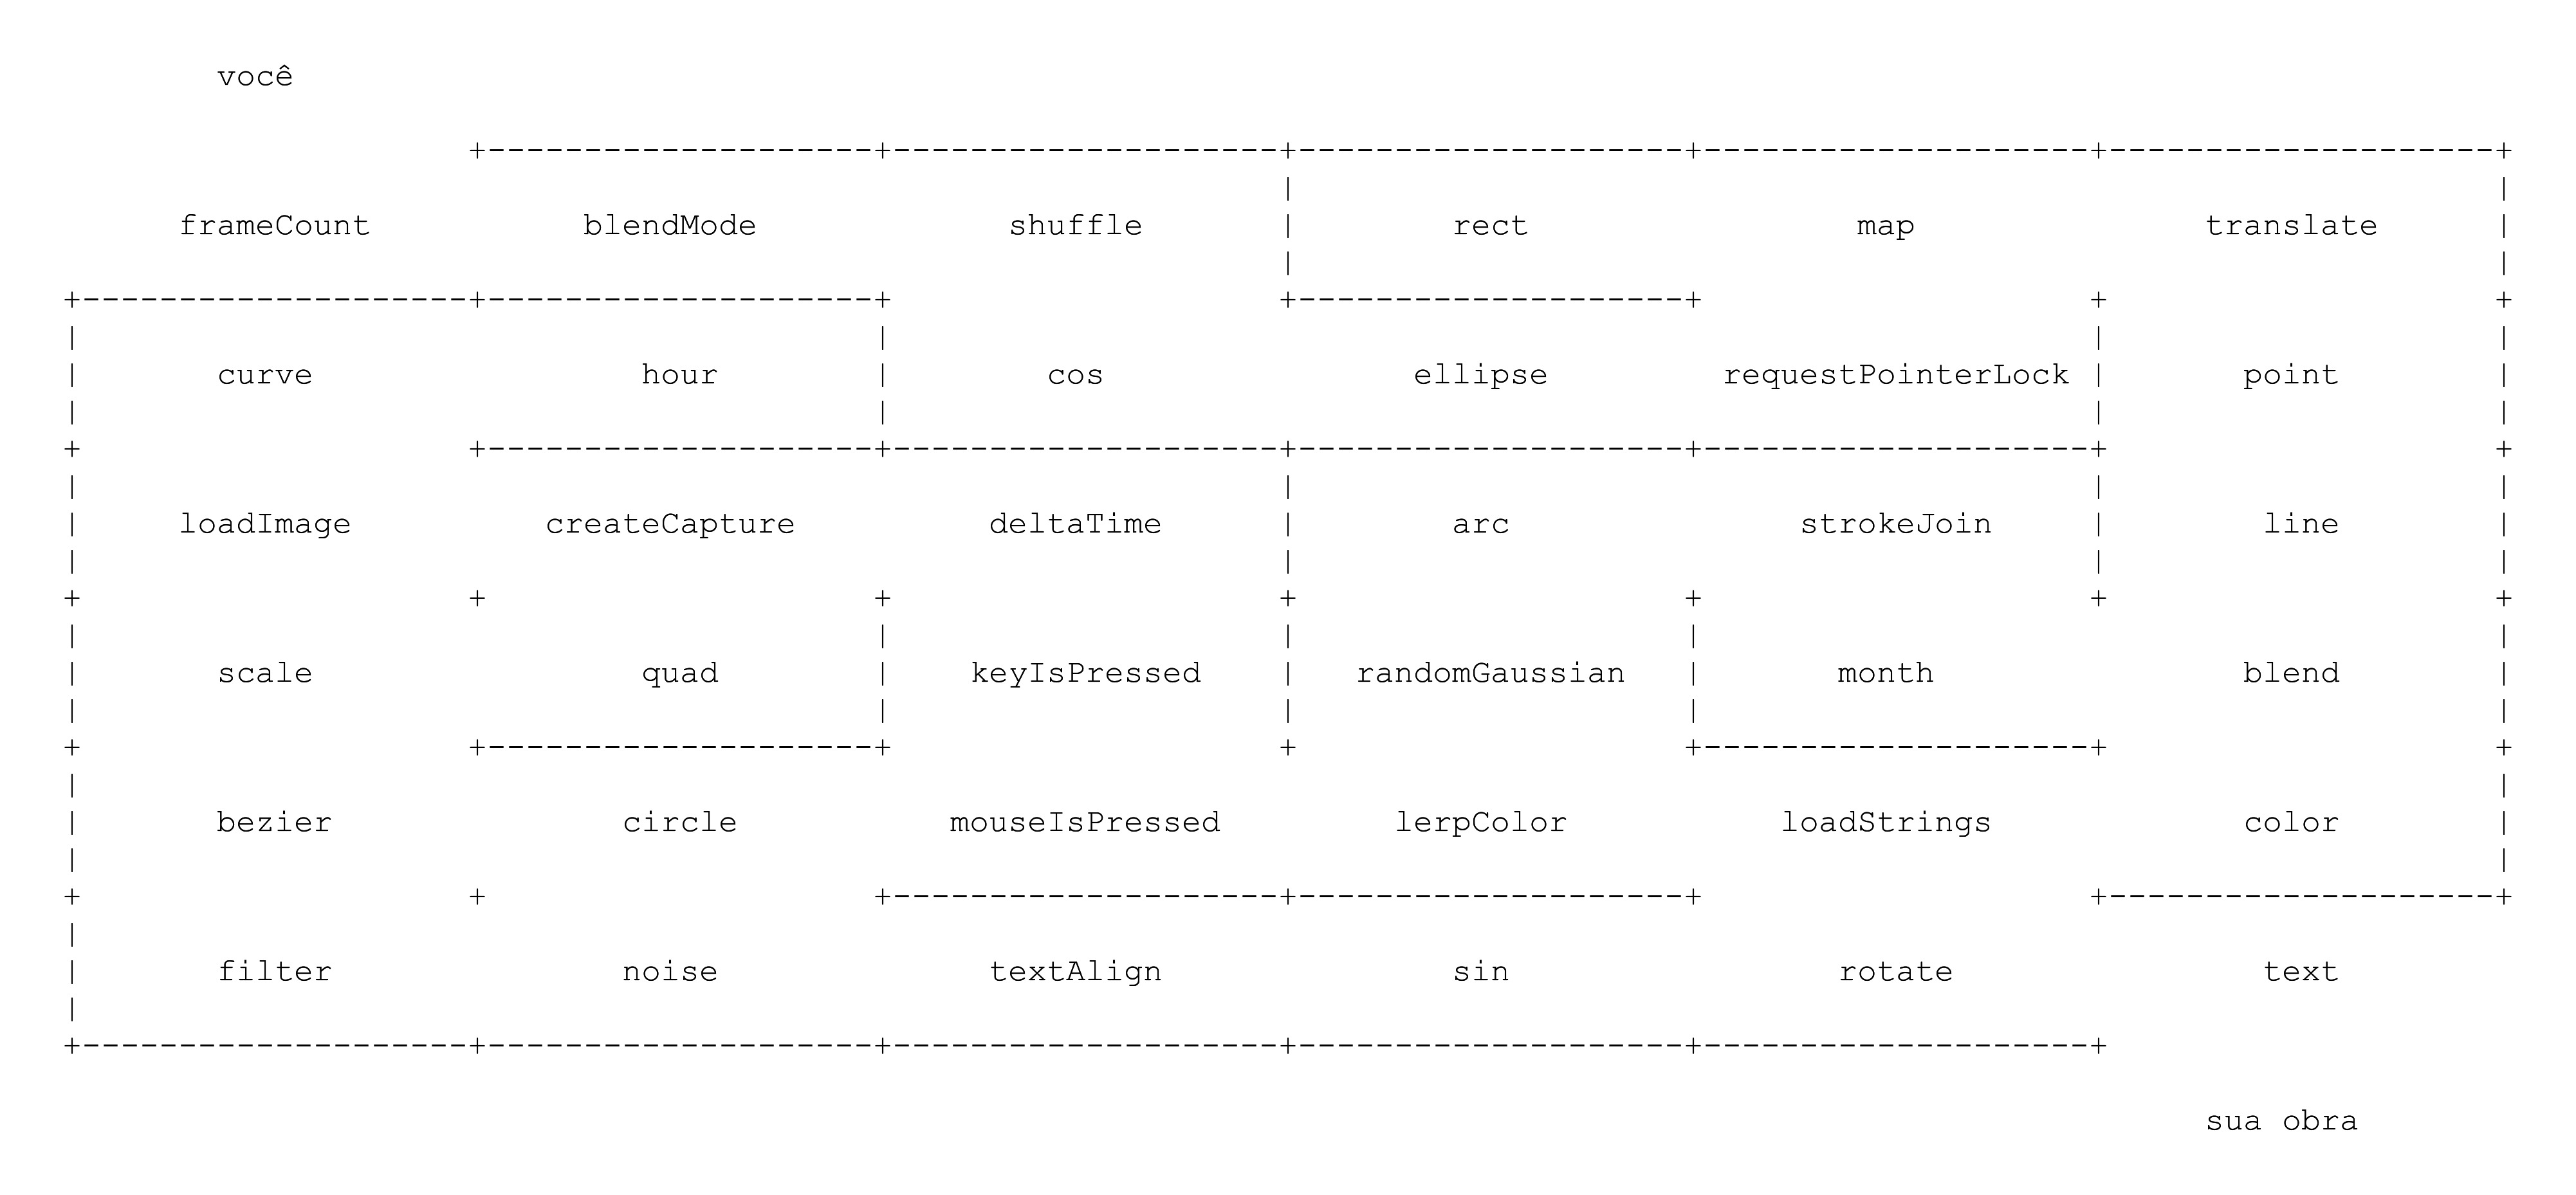 você
frameCount blendMode shuffle rect map translate
curve hour cos ellipse requestPointerLock point
loadImage createCapture deltaTime arc strokeJoin line
scale quad keyIsPressed randomGaussian month blend
bezier circle mouseIsPressed lerpColor loadStrings color
filter noise textAlign sin rotate text
sua obra